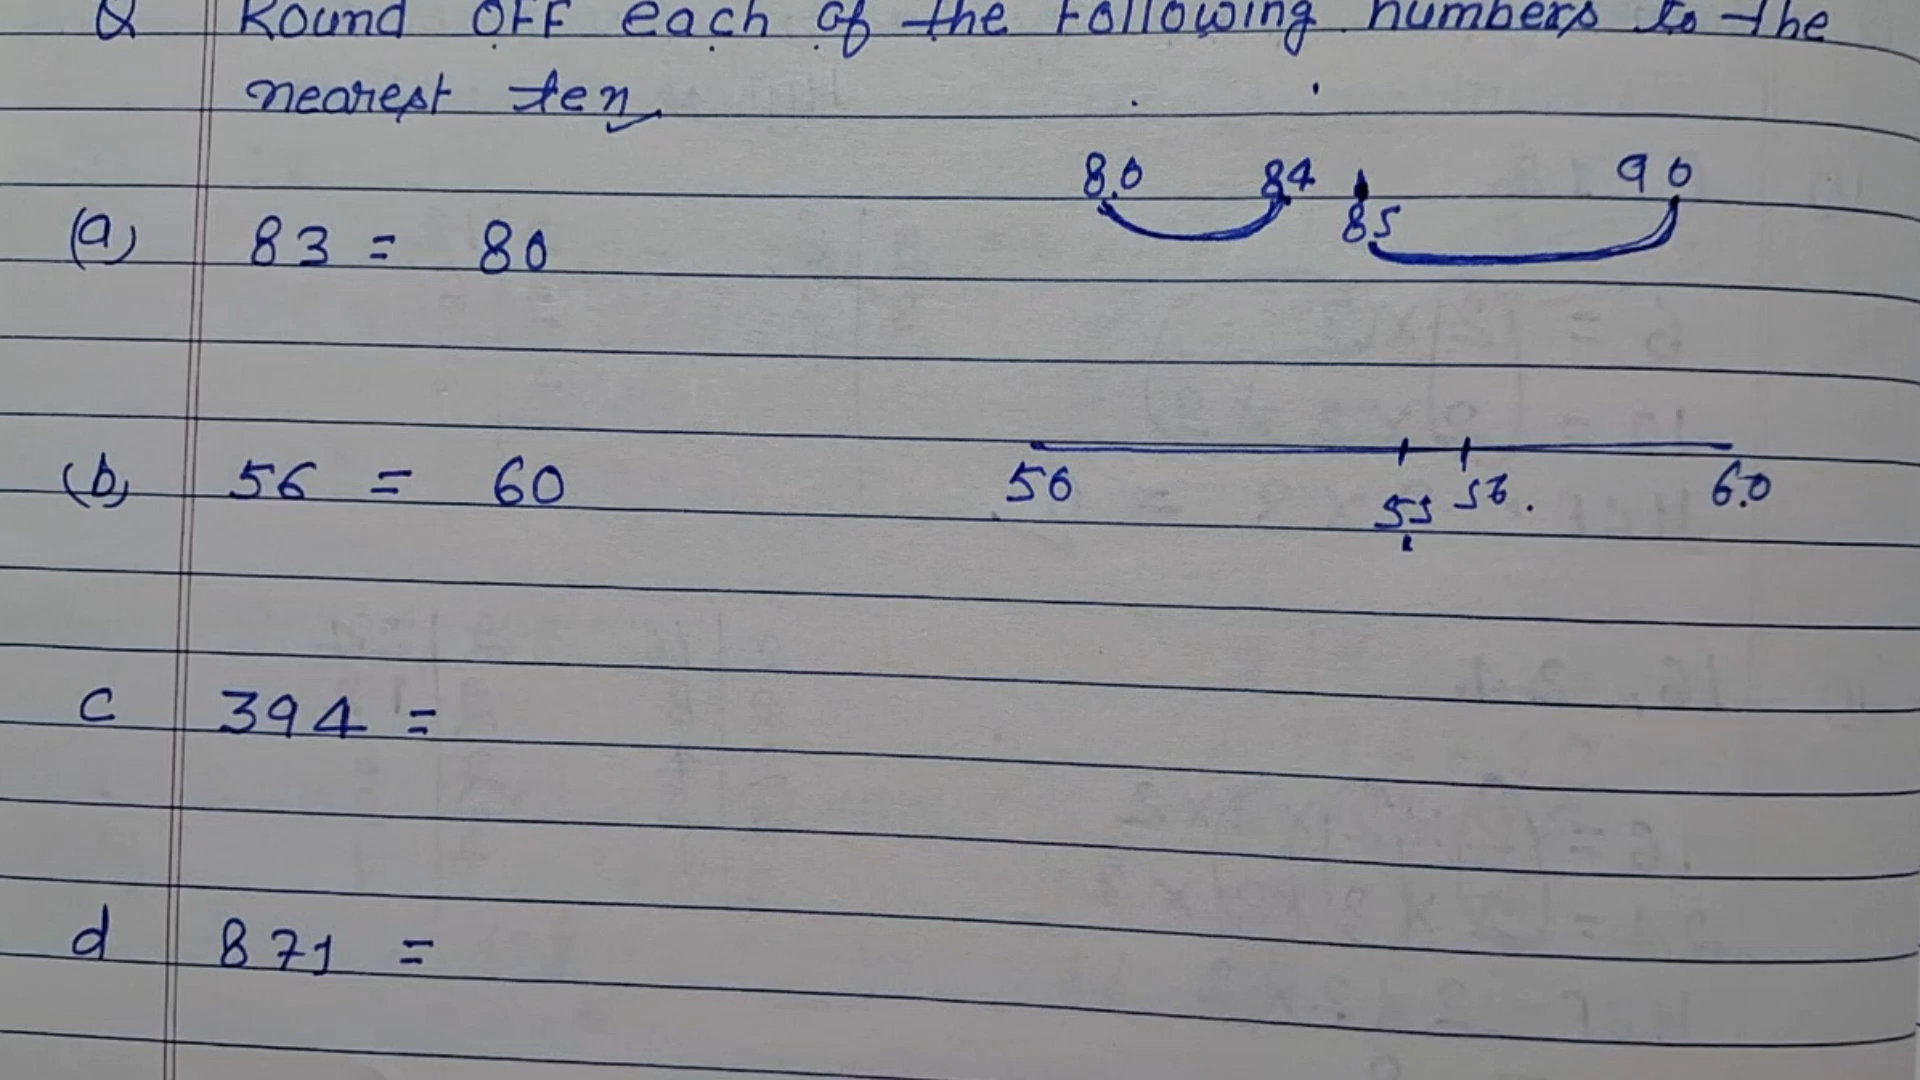 Q Round OFF each of the Following numbers to the
nearest ten
80 84 90
85
(a) 83 = 80
(b) 56 = 60
50 55 56. 60
c 394 =
d 871 =